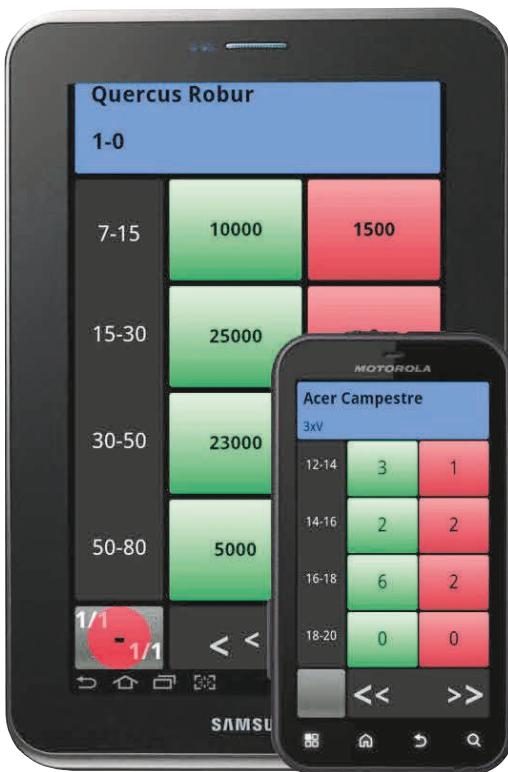 Quercus Robur
1-0
7-15 10000 1500
15-30 25000
30-50 23000
50-80 5000
1/1 - 1/1 < <
SAMSU
MOTOROLA
Acer Campestre
3xV
12-14 3 1
14-16 2 2
16-18 6 2
18-20 0 0
<< >>